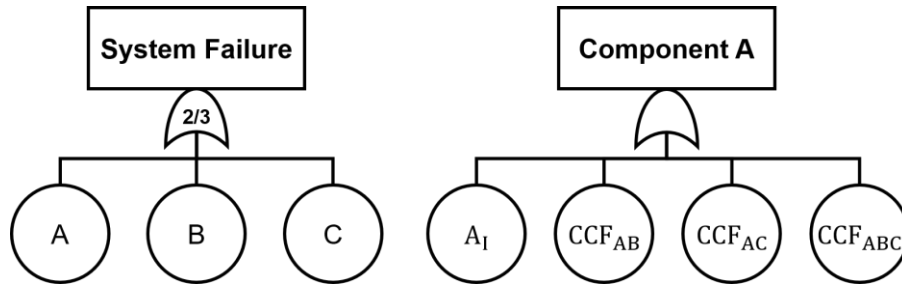 System Failure
2/3
A
B
C
Component A
A_I
CCF_AB
CCF_AC
CCF_ABC